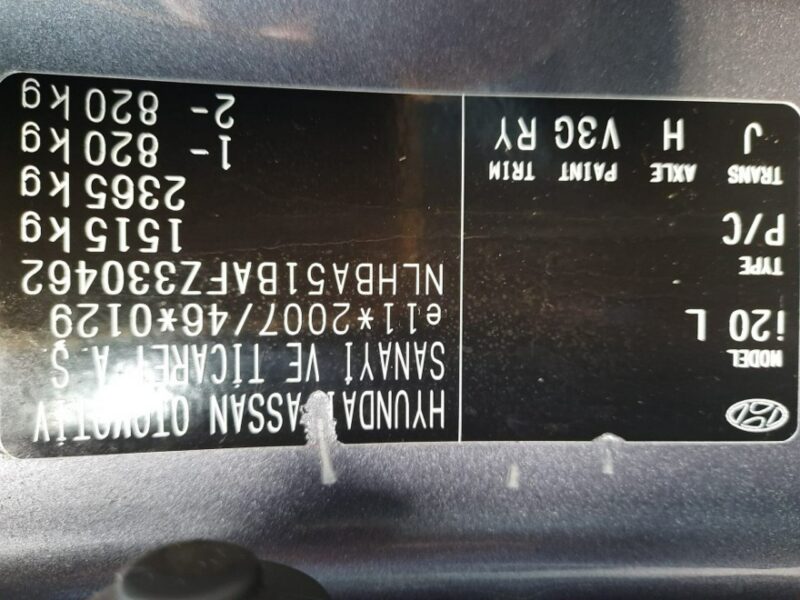 HYUNDAI ASSAN OTOMOTİV
SANAYİ VE TİCARET A.Ş.
e11*2007/46*0129
NLHBA51BAFZ330462
1515 kg
2365 kg
1- 820 kg
2- 820 kg
MODEL
i20 L
TYPE
P/C
TRANS AXLE PAINT TRIM
J H V3G RY